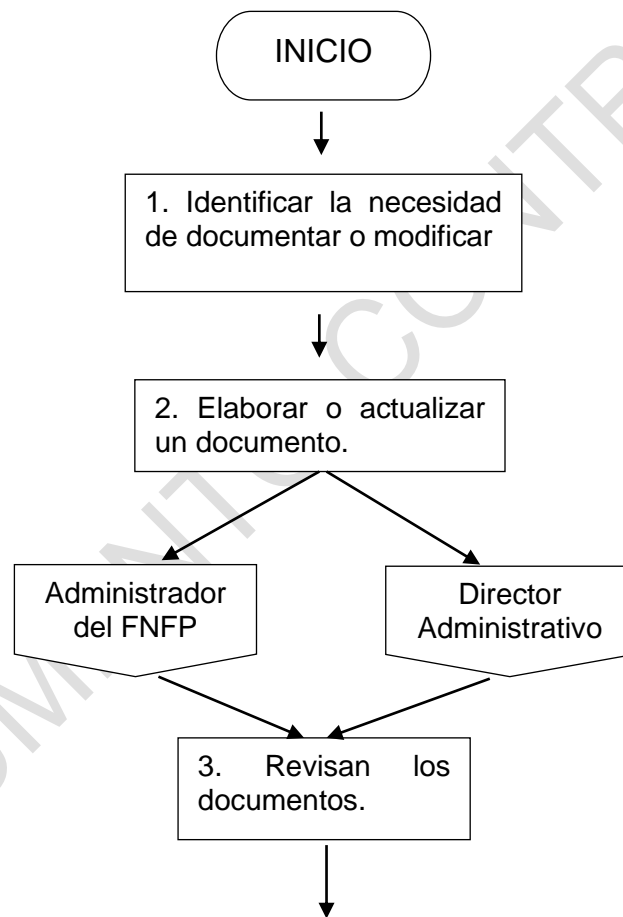 INICIO
1. Identificar la necesidad
de documentar o modificar
2. Elaborar o actualizar
un documento.
Administrador
del FNFP
Director
Administrativo
3. Revisan los
documentos.